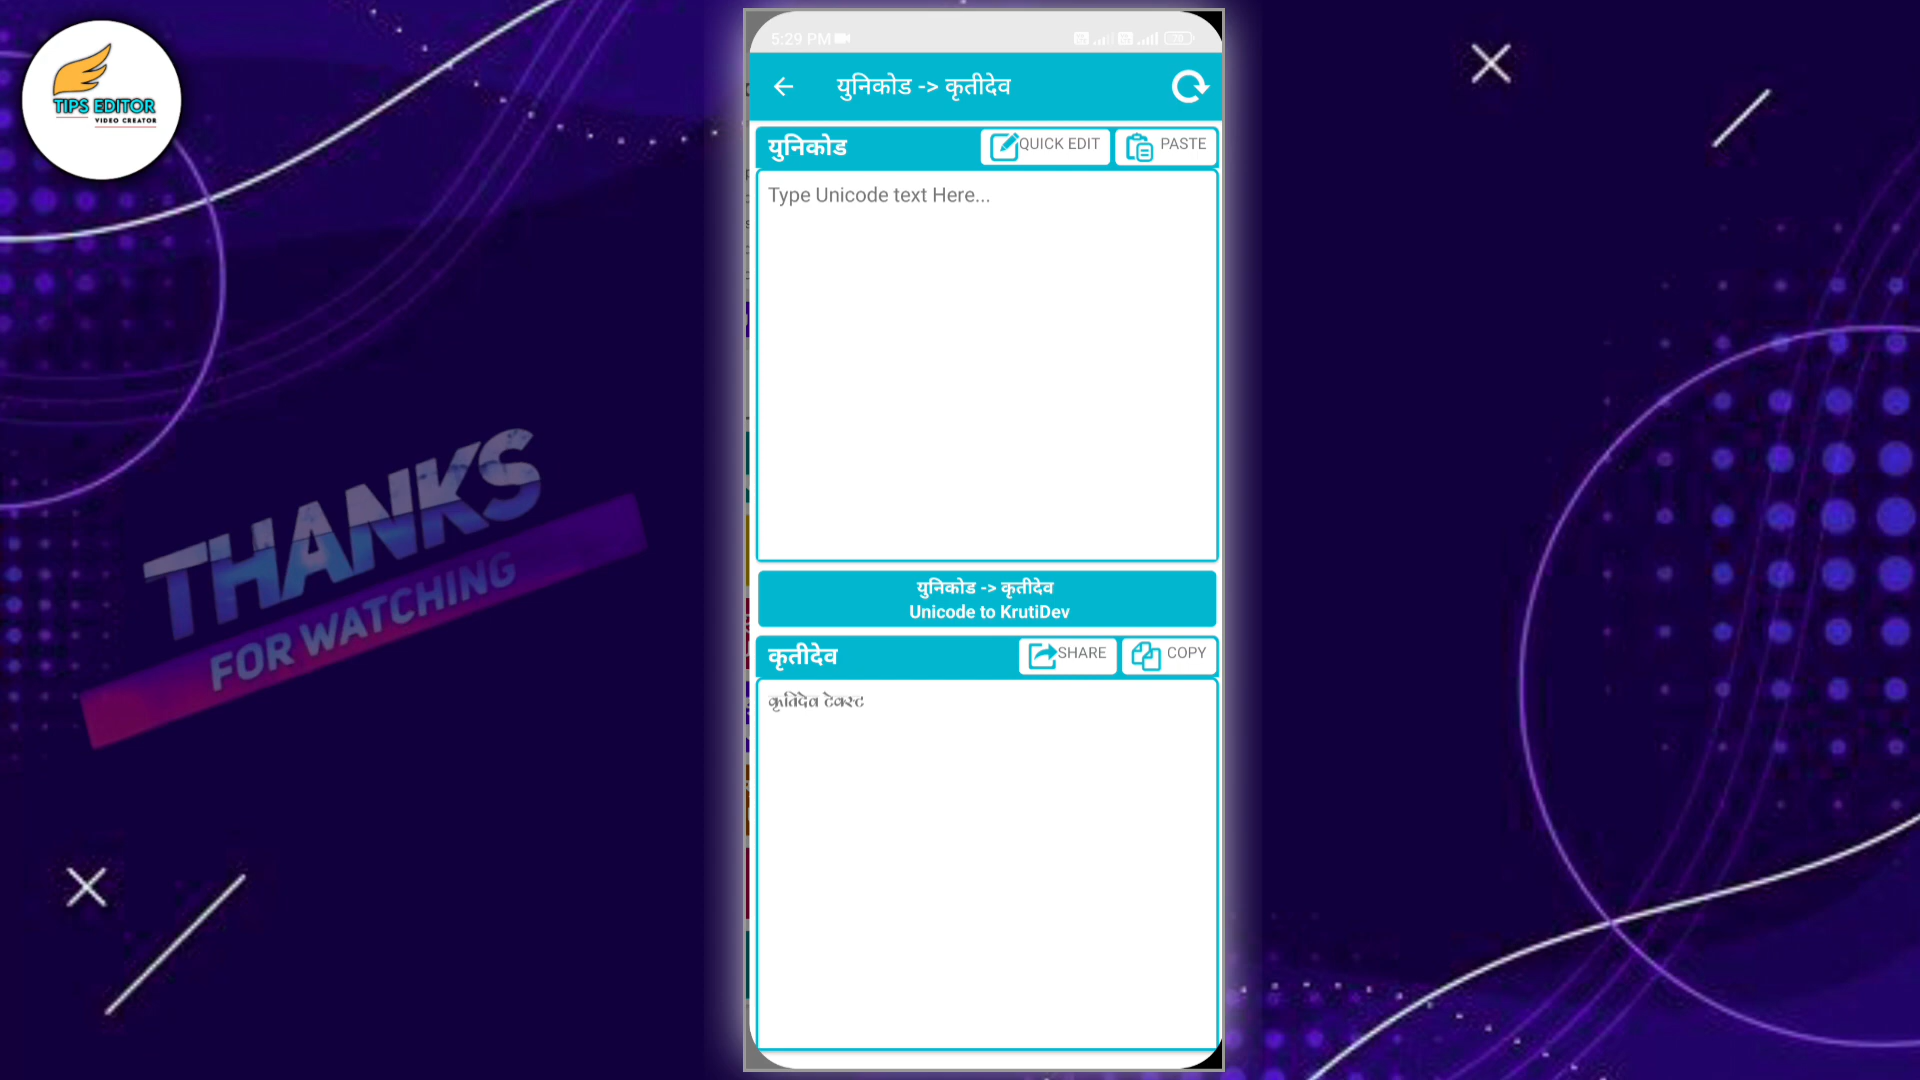 TIPS EDITOR
VIDEO CREATOR
THANKS
FOR WATCHING
5:29 PM
युनिकोड -> कृतीदेव
युनिकोड
QUICK EDIT
PASTE
Type Unicode text Here...
युनिकोड -> कृतीदेव
Unicode to KrutiDev
कृतीदेव
SHARE
COPY
कृतिदेव टेक्स्ट